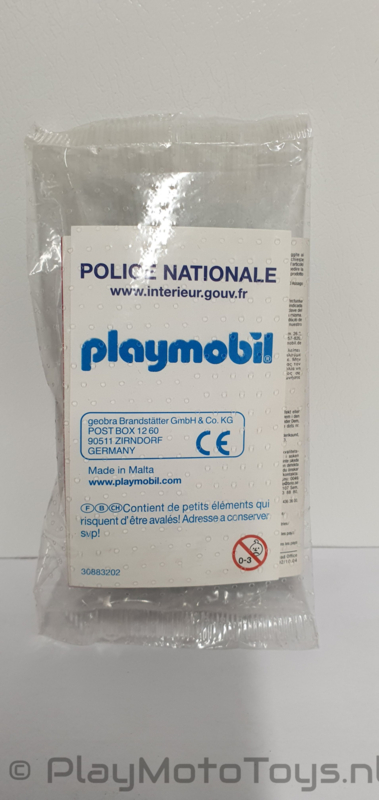 POLICE NATIONALE
www.interieur.gouv.fr
playmobil®
geobra Brandstätter GmbH & Co. KG
POST BOX 12 60
90511 ZIRNDORF
GERMANY
CE
Made in Malta
www.playmobil.com
F B CH Contient de petits éléments qui
risquent d'être avalés! Adresse a conserver
svp!
0-3
30883202
© PlayMotoToys.nl